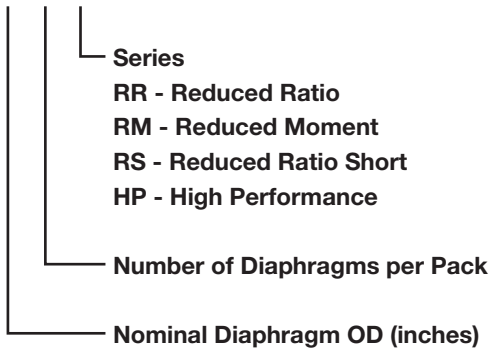 Series
RR - Reduced Ratio
RM - Reduced Moment
RS - Reduced Ratio Short
HP - High Performance
Number of Diaphragms per Pack
Nominal Diaphragm OD (inches)